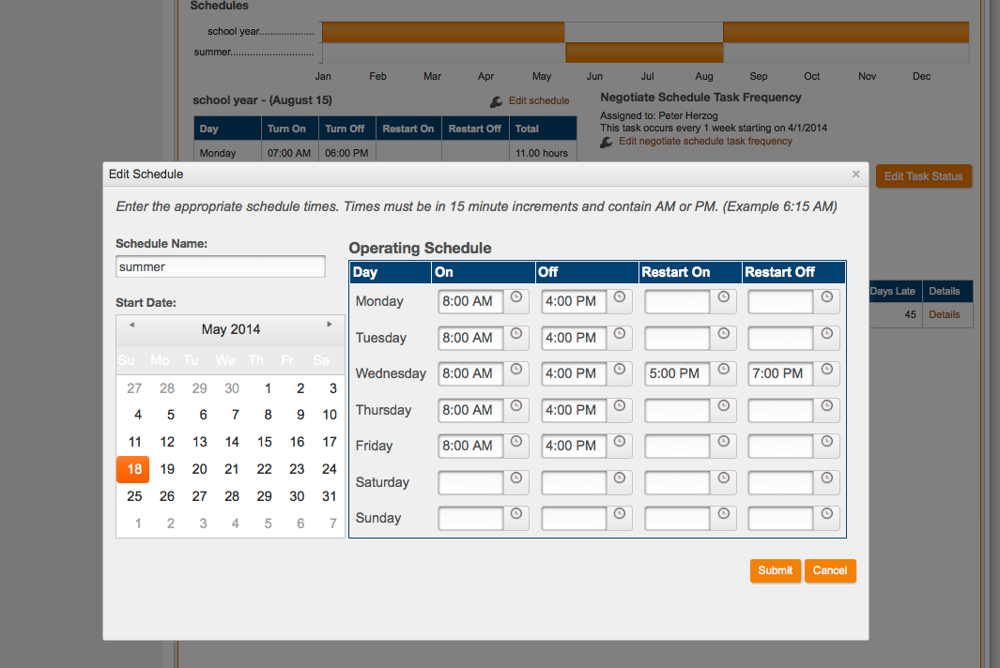 Schedules
school year...................
summer.............................
Jan Feb Mar Apr May Jun Jul Aug Sep Oct Nov Dec
school year - (August 15) Edit schedule
Negotiate Schedule Task Frequency
Assigned to: Peter Herzog
This task occurs every 1 week starting on 4/1/2014
Edit negotiate schedule task frequency
Day Turn On Turn Off Restart On Restart Off Total
Monday 07:00 AM 06:00 PM 11.00 hours
Edit Task Status
Days Late Details
45 Details
Edit Schedule ×
Enter the appropriate schedule times. Times must be in 15 minute increments and contain AM or PM. (Example 6:15 AM)
Schedule Name:
summer
Start Date:
May 2014
Su Mo Tu We Th Fr Sa
27 28 29 30 1 2 3
4 5 6 7 8 9 10
11 12 13 14 15 16 17
18 19 20 21 22 23 24
25 26 27 28 29 30 31
1 2 3 4 5 6 7
Operating Schedule
Day On Off Restart On Restart Off
Monday 8:00 AM 4:00 PM
Tuesday 8:00 AM 4:00 PM
Wednesday 8:00 AM 4:00 PM 5:00 PM 7:00 PM
Thursday 8:00 AM 4:00 PM
Friday 8:00 AM 4:00 PM
Saturday
Sunday
Submit Cancel